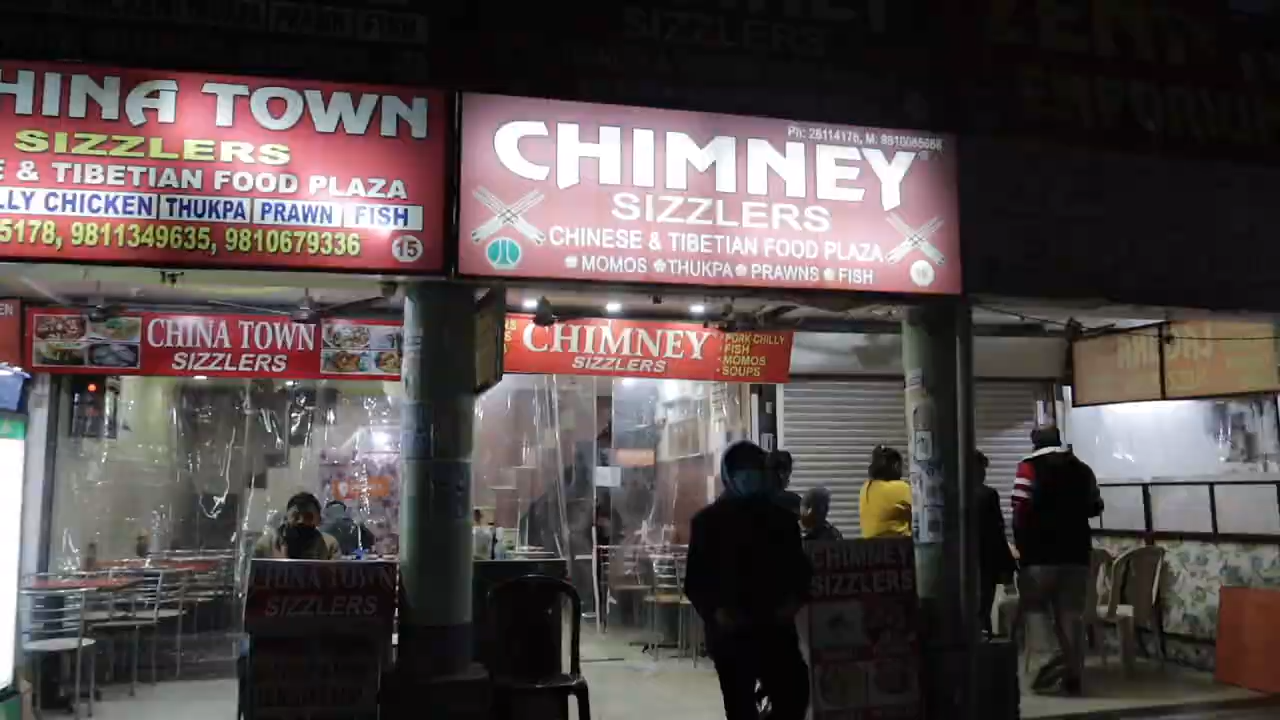 HINA TOWN
SIZZLERS
E & TIBETIAN FOOD PLAZA
LLY CHICKEN THUKPA PRAWN FISH
5178, 9811349635, 9810679336
15
CHIMNEY
SIZZLERS
CHINESE & TIBETIAN FOOD PLAZA
MOMOS THUKPA PRAWNS FISH
CHINA TOWN
SIZZLERS
CHIMNEY
SIZZLERS
PORK CHILLY
FISH
MOMOS
SOUPS
CHINA TOWN
SIZZLERS
CHIMNEY
SIZZLERS